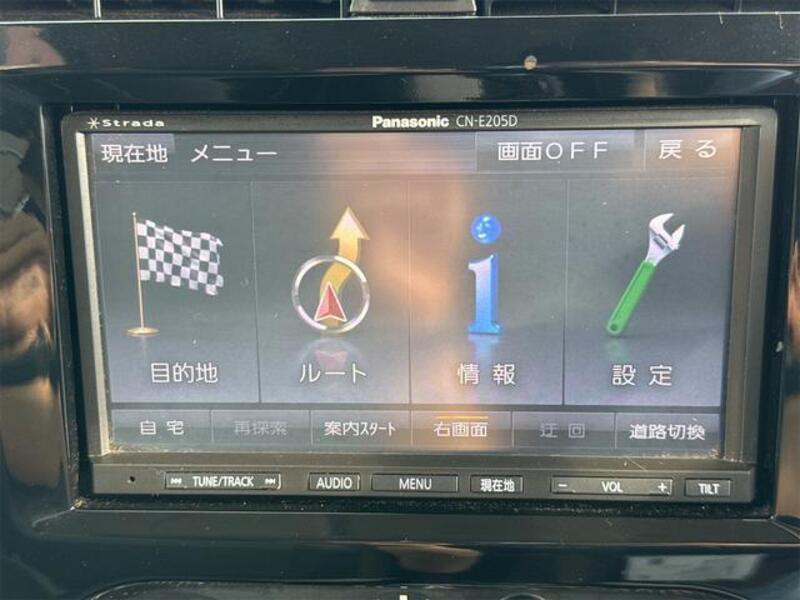 Strada Panasonic CN-E205D
現在地 メニュー 画面OFF 戻る
目的地 ルート 情報 設定
自宅 再探索 案内スタート 右画面 迂回 道路切換
TUNE/TRACK AUDIO MENU 現在地 − VOL + TILT